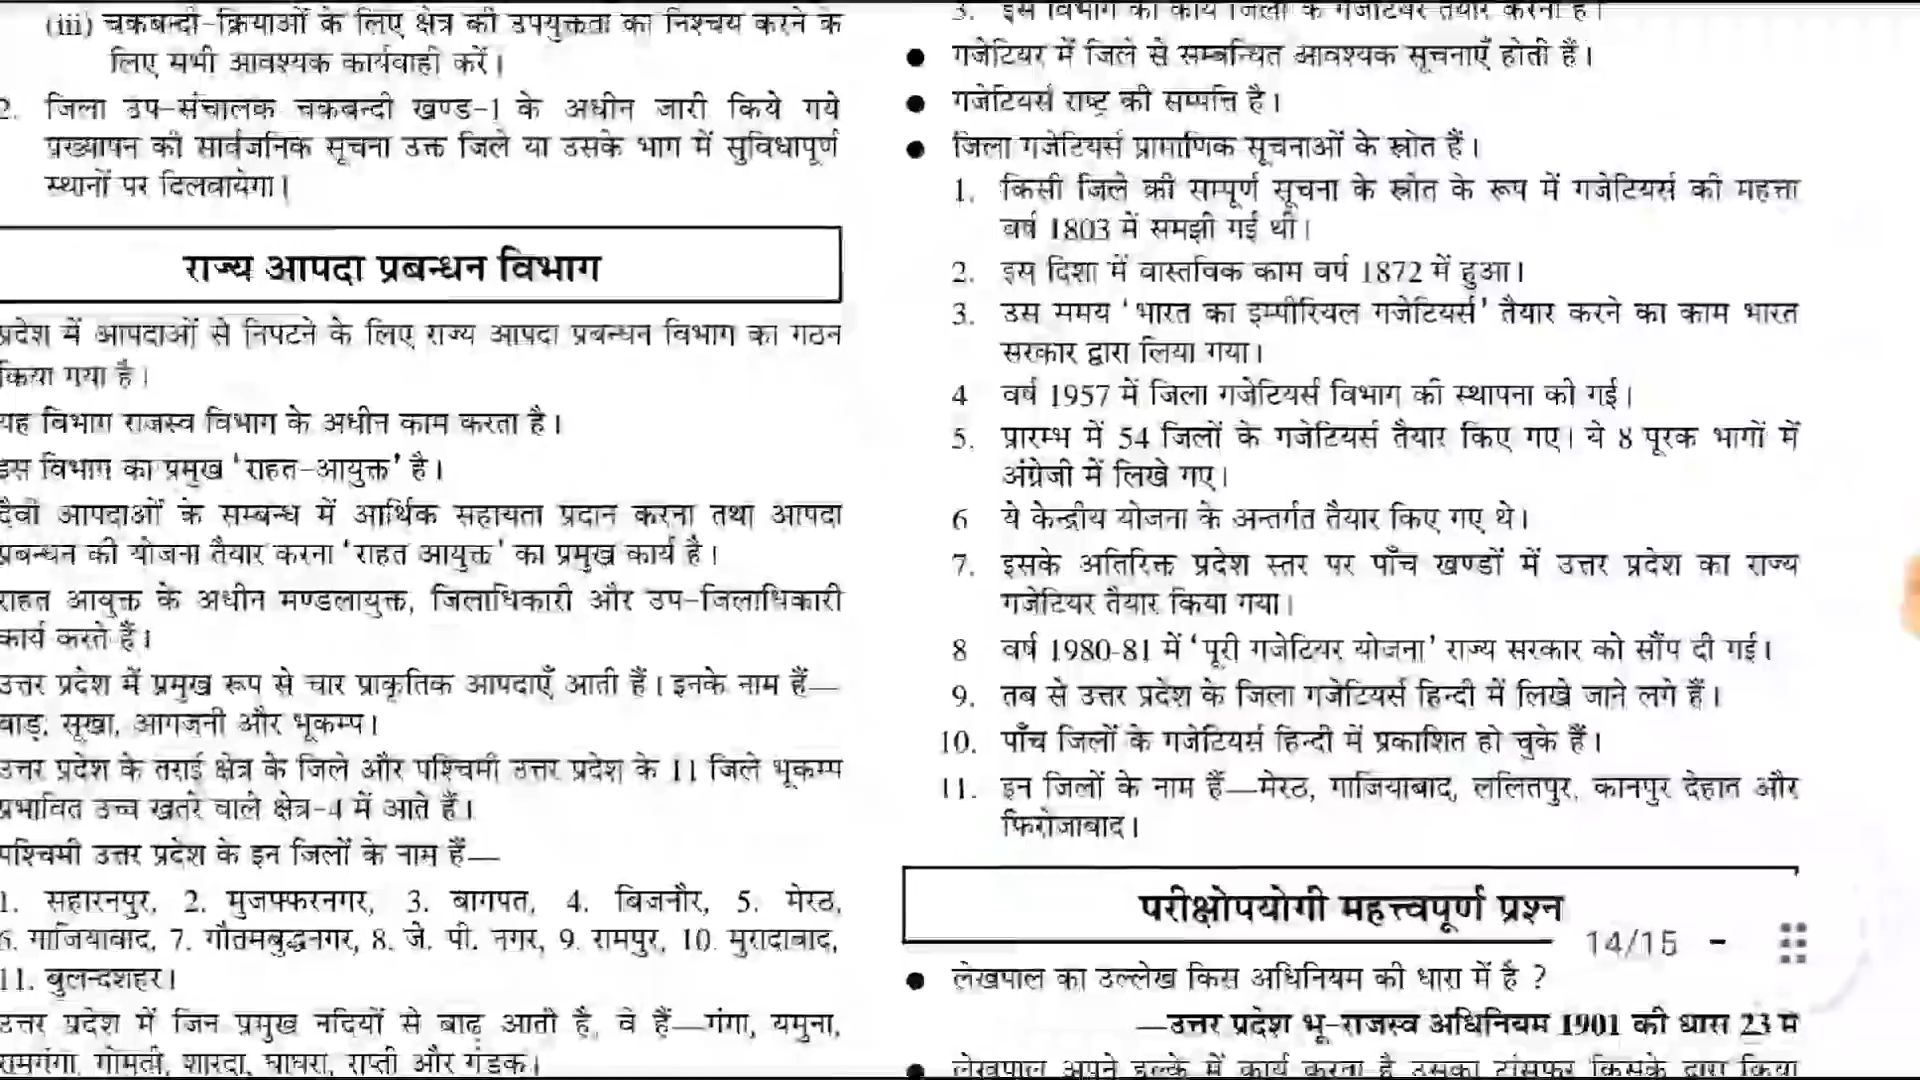 (iii) चकबन्दी-क्रियाओं के लिए क्षेत्र की उपयुक्तता का निश्चय करने के
लिए सभी आवश्यक कार्यवाही करें।
2. जिला उप-संचालक चकबन्दी खण्ड-1 के अधीन जारी किये गये
प्रख्यापन की सार्वजनिक सूचना उक्त जिले या उसके भाग में सुविधापूर्ण
स्थानों पर दिलवायेगा।
राज्य आपदा प्रबन्धन विभाग
प्रदेश में आपदाओं से निपटने के लिए राज्य आपदा प्रबन्धन विभाग का गठन
किया गया है।
यह विभाग राजस्व विभाग के अधीन काम करता है।
इस विभाग का प्रमुख 'राहत-आयुक्त' है।
दैवी आपदाओं के सम्बन्ध में आर्थिक सहायता प्रदान करना तथा आपदा
प्रबन्धन की योजना तैयार करना 'राहत आयुक्त' का प्रमुख कार्य है।
राहत आयुक्त के अधीन मण्डलायुक्त, जिलाधिकारी और उप-जिलाधिकारी
कार्य करते हैं।
उत्तर प्रदेश में प्रमुख रूप से चार प्राकृतिक आपदाएँ आती हैं। इनके नाम हैं—
बाढ़, सूखा, आगजनी और भूकम्प।
उत्तर प्रदेश के तराई क्षेत्र के जिले और पश्चिमी उत्तर प्रदेश के 11 जिले भूकम्प
प्रभावित उच्च खतरे वाले क्षेत्र-4 में आते हैं।
पश्चिमी उत्तर प्रदेश के इन जिलों के नाम हैं—
1. सहारनपुर, 2. मुजफ्फरनगर, 3. बागपत, 4. बिजनौर, 5. मेरठ,
6. गाजियाबाद, 7. गौतमबुद्धनगर, 8. जे. पी. नगर, 9. रामपुर, 10. मुरादाबाद,
11. बुलन्दशहर।
उत्तर प्रदेश में जिन प्रमुख नदियों से बाढ़ आती है, वे हैं—गंगा, यमुना,
रामगंगा, गोमती, शारदा, घाघरा, राप्ती और गंडक।
3. इस विभाग का कार्य जिलों के गजेटियर तैयार करना है।
● गजेटियर में जिले से सम्बन्धित आवश्यक सूचनाएँ होती हैं।
● गजेटियर्स राष्ट्र की सम्पत्ति है।
● जिला गजेटियर्स प्रामाणिक सूचनाओं के स्रोत हैं।
1. किसी जिले की सम्पूर्ण सूचना के स्रोत के रूप में गजेटियर्स की महत्ता
वर्ष 1803 में समझी गई थी।
2. इस दिशा में वास्तविक काम वर्ष 1872 में हुआ।
3. उस समय 'भारत का इम्पीरियल गजेटियर्स' तैयार करने का काम भारत
सरकार द्वारा लिया गया।
4 वर्ष 1957 में जिला गजेटियर्स विभाग की स्थापना की गई।
5. प्रारम्भ में 54 जिलों के गजेटियर्स तैयार किए गए। ये 8 पूरक भागों में
अंग्रेजी में लिखे गए।
6 ये केन्द्रीय योजना के अन्तर्गत तैयार किए गए थे।
7. इसके अतिरिक्त प्रदेश स्तर पर पाँच खण्डों में उत्तर प्रदेश का राज्य
गजेटियर तैयार किया गया।
8 वर्ष 1980-81 में 'पूरी गजेटियर योजना' राज्य सरकार को सौंप दी गई।
9. तब से उत्तर प्रदेश के जिला गजेटियर्स हिन्दी में लिखे जाने लगे हैं।
10. पाँच जिलों के गजेटियर्स हिन्दी में प्रकाशित हो चुके हैं।
11. इन जिलों के नाम हैं—मेरठ, गाजियाबाद, ललितपुर, कानपुर देहात और
फिरोजाबाद।
परीक्षोपयोगी महत्त्वपूर्ण प्रश्न
14/15
● लेखपाल का उल्लेख किस अधिनियम की धारा में है ?
—उत्तर प्रदेश भू-राजस्व अधिनियम 1901 की धारा 23 में
● लेखपाल अपने हल्के में कार्य करता है उसका ट्रांसफर किसके द्वारा किया